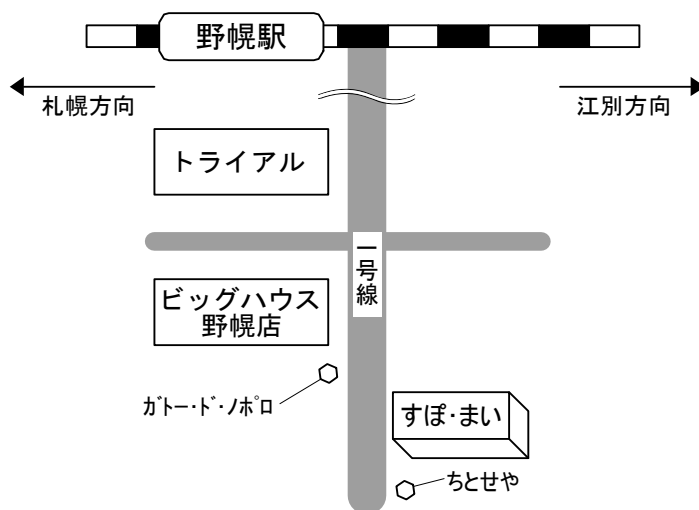 野幌駅
札幌方向
江別方向
トライアル
一号線
ビッグハウス
野幌店
ｶﾞﾄｰ･ﾄﾞ･ﾉﾎﾟﾛ
すぽ･まい
ちとせや